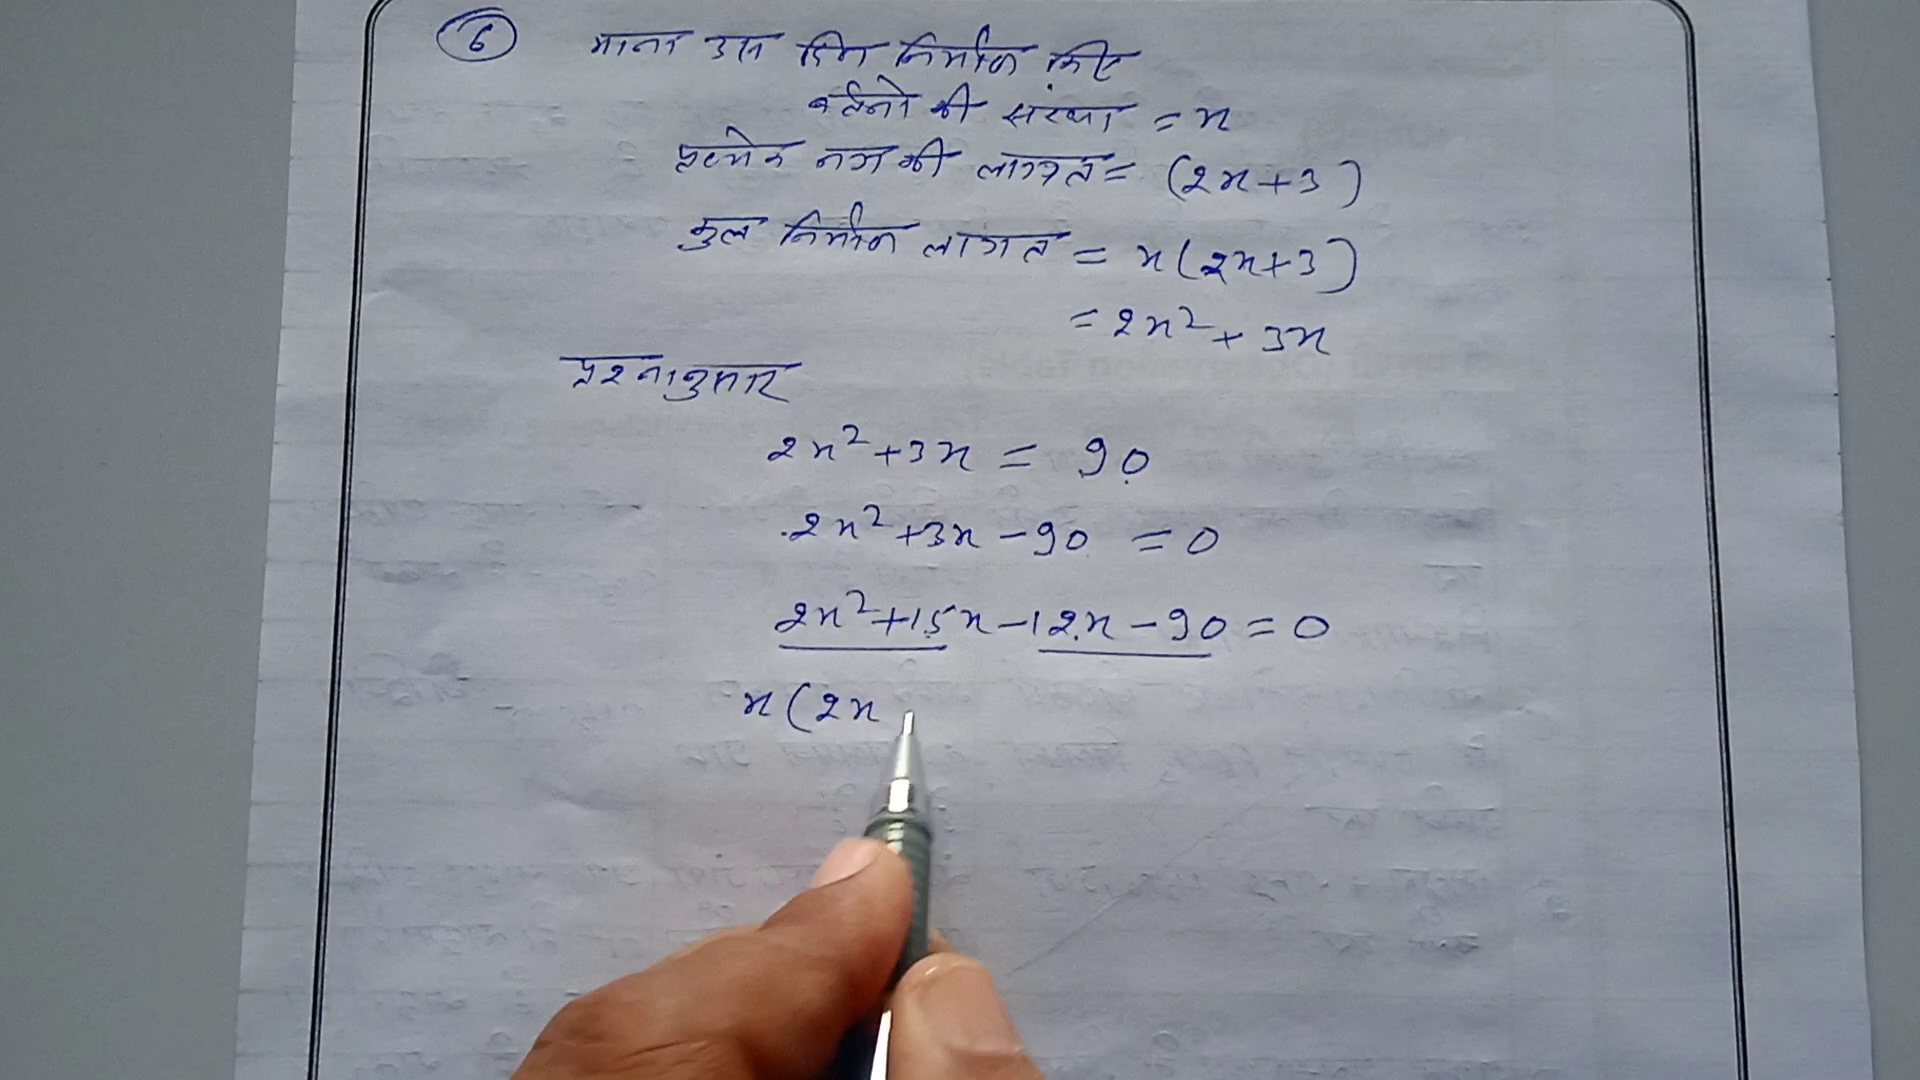 6 माना उस दिन निर्माण किए
बर्तनो की संख्या = x
प्रत्येक नग की लागत = (2x+3)
कुल निर्माण लागत = x(2x+3)
= 2x² + 3x
प्रश्नानुसार
2x² + 3x = 90
2x² + 3x - 90 = 0
2x² + 15x - 12x - 90 = 0
x(2x